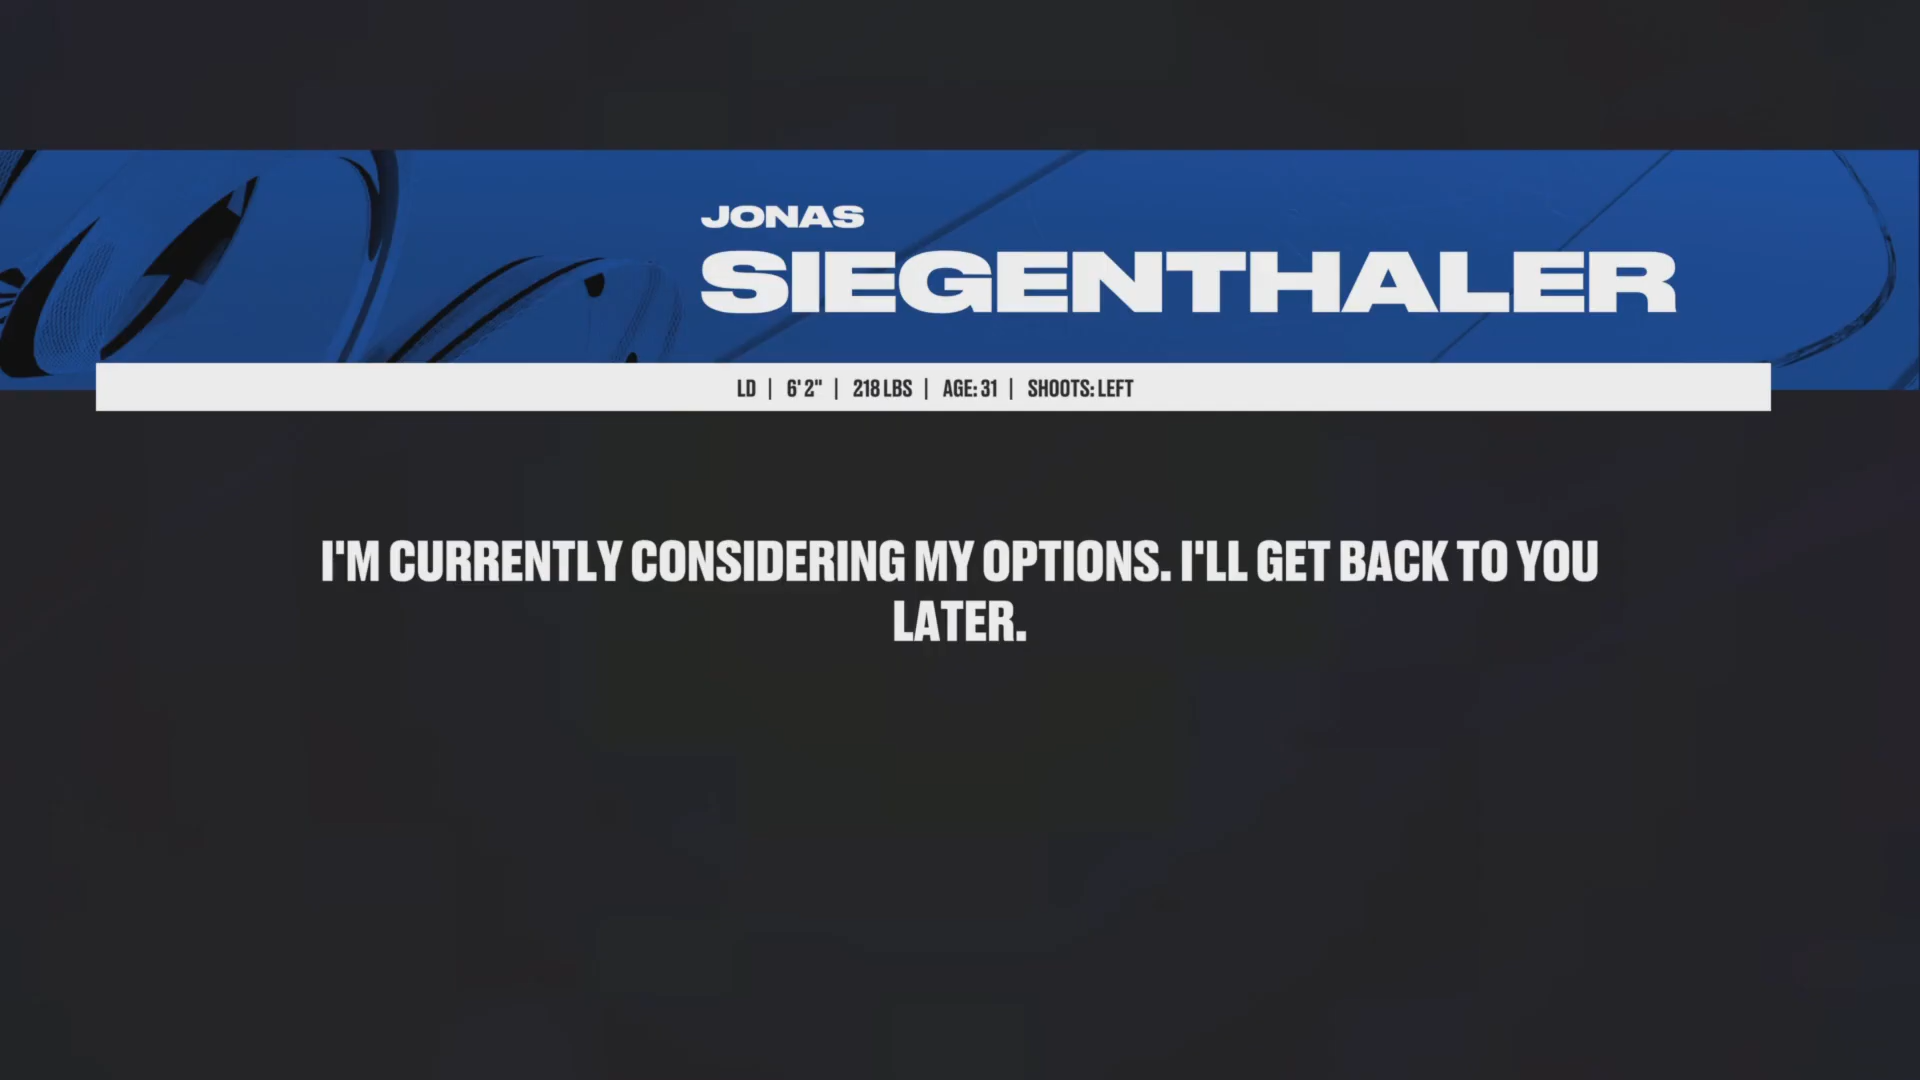 JONAS
SIEGENTHALER
LD | 6' 2" | 218 LBS | AGE: 31 | SHOOTS: LEFT
I'M CURRENTLY CONSIDERING MY OPTIONS. I'LL GET BACK TO YOU
LATER.